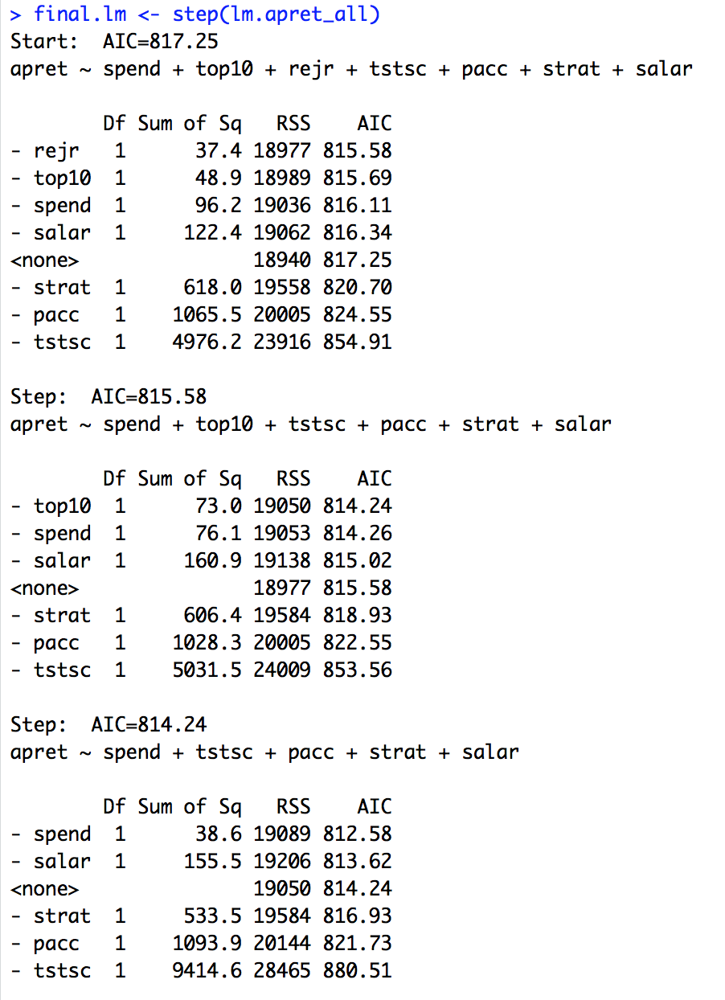 > final.lm <- step(lm.apret_all)
Start:  AIC=817.25
apret ~ spend + top10 + rejr + tstsc + pacc + strat + salar

        Df Sum of Sq   RSS    AIC
- rejr   1      37.4 18977 815.58
- top10  1      48.9 18989 815.69
- spend  1      96.2 19036 816.11
- salar  1     122.4 19062 816.34
<none>               18940 817.25
- strat  1     618.0 19558 820.70
- pacc   1    1065.5 20005 824.55
- tstsc  1    4976.2 23916 854.91

Step:  AIC=815.58
apret ~ spend + top10 + tstsc + pacc + strat + salar

        Df Sum of Sq   RSS    AIC
- top10  1      73.0 19050 814.24
- spend  1      76.1 19053 814.26
- salar  1     160.9 19138 815.02
<none>               18977 815.58
- strat  1     606.4 19584 818.93
- pacc   1    1028.3 20005 822.55
- tstsc  1    5031.5 24009 853.56

Step:  AIC=814.24
apret ~ spend + tstsc + pacc + strat + salar

        Df Sum of Sq   RSS    AIC
- spend  1      38.6 19089 812.58
- salar  1     155.5 19206 813.62
<none>               19050 814.24
- strat  1     533.5 19584 816.93
- pacc   1    1093.9 20144 821.73
- tstsc  1    9414.6 28465 880.51